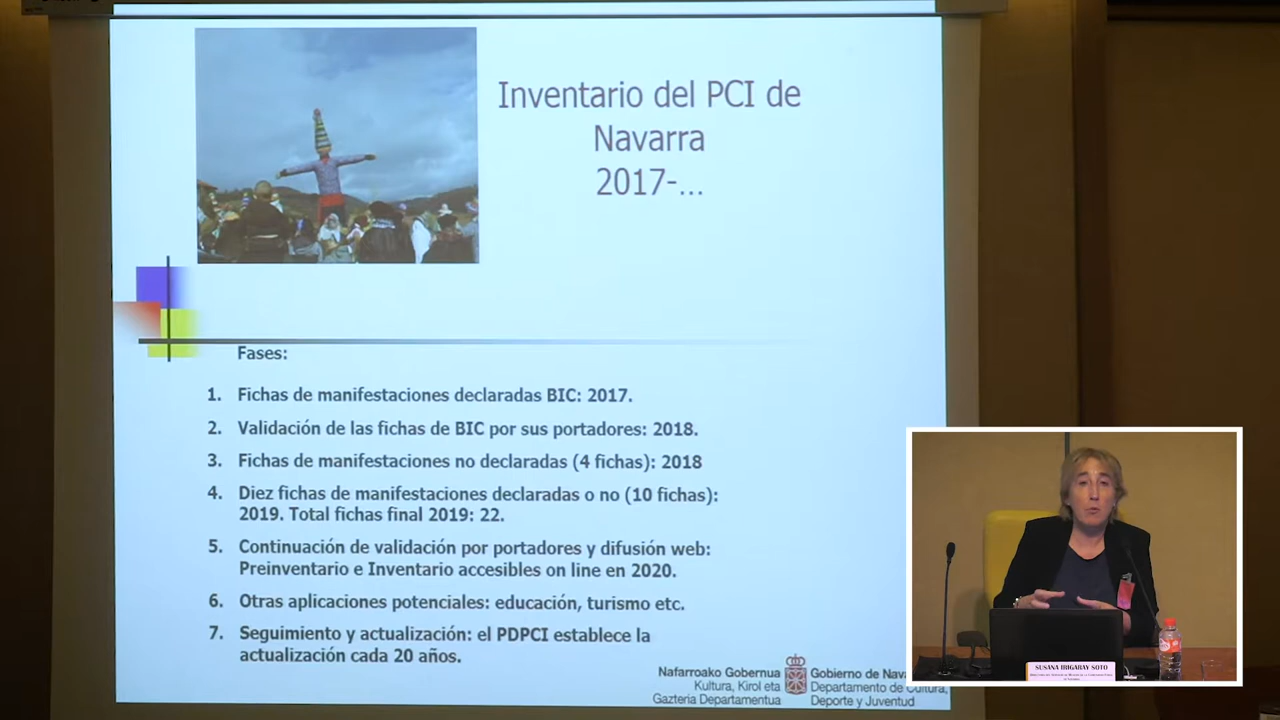 Inventario del PCI de
Navarra
2017-...
Fases:
1. Fichas de manifestaciones declaradas BIC: 2017.
2. Validación de las fichas de BIC por sus portadores: 2018.
3. Fichas de manifestaciones no declaradas (4 fichas): 2018
4. Diez fichas de manifestaciones declaradas o no (10 fichas):
2019. Total fichas final 2019: 22.
5. Continuación de validación por portadores y difusión web:
Preinventario e Inventario accesibles on line en 2020.
6. Otras aplicaciones potenciales: educación, turismo etc.
7. Seguimiento y actualización: el PDPCI establece la
actualización cada 20 años.
Nafarroako Gobernua
Kultura, Kirol eta
Gazteria Departamentua
Gobierno de Nava
Departamento de Cultura,
Deporte y Juventud
SUSANA IRIGARAY SOTO